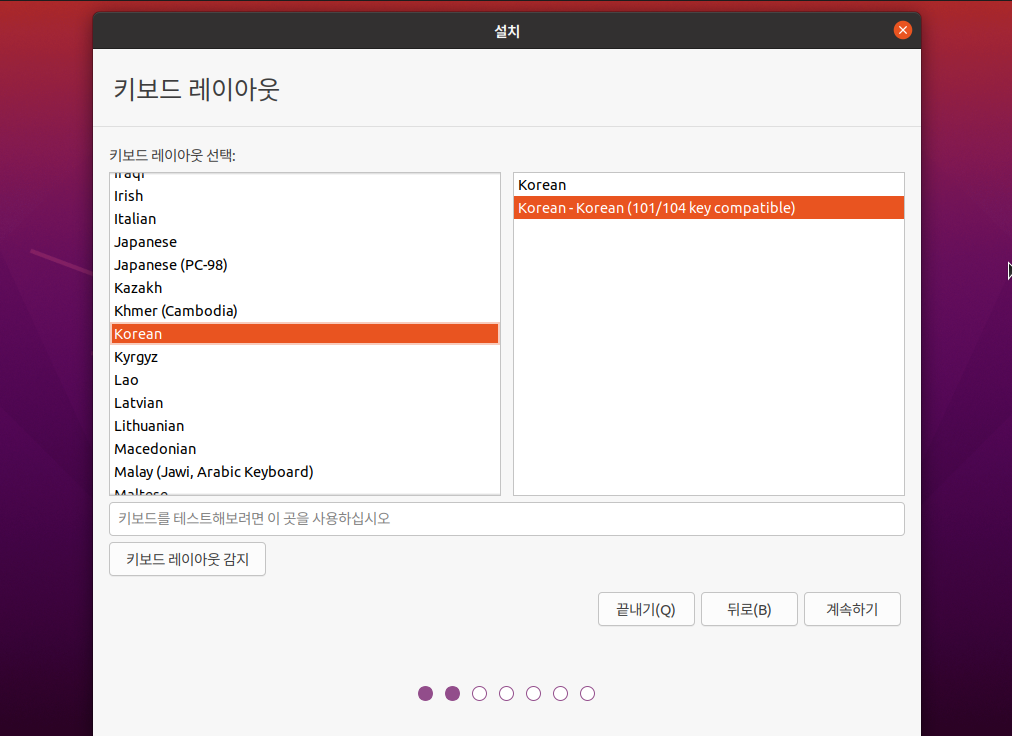 설치
키보드 레이아웃
키보드 레이아웃 선택:
Iraqi
Irish
Italian
Japanese
Japanese (PC-98)
Kazakh
Khmer (Cambodia)
Korean
Kyrgyz
Lao
Latvian
Lithuanian
Macedonian
Malay (Jawi, Arabic Keyboard)
Maltese
Korean
Korean - Korean (101/104 key compatible)
키보드를 테스트해보려면 이 곳을 사용하십시오
키보드 레이아웃 감지
끝내기(Q)
뒤로(B)
계속하기